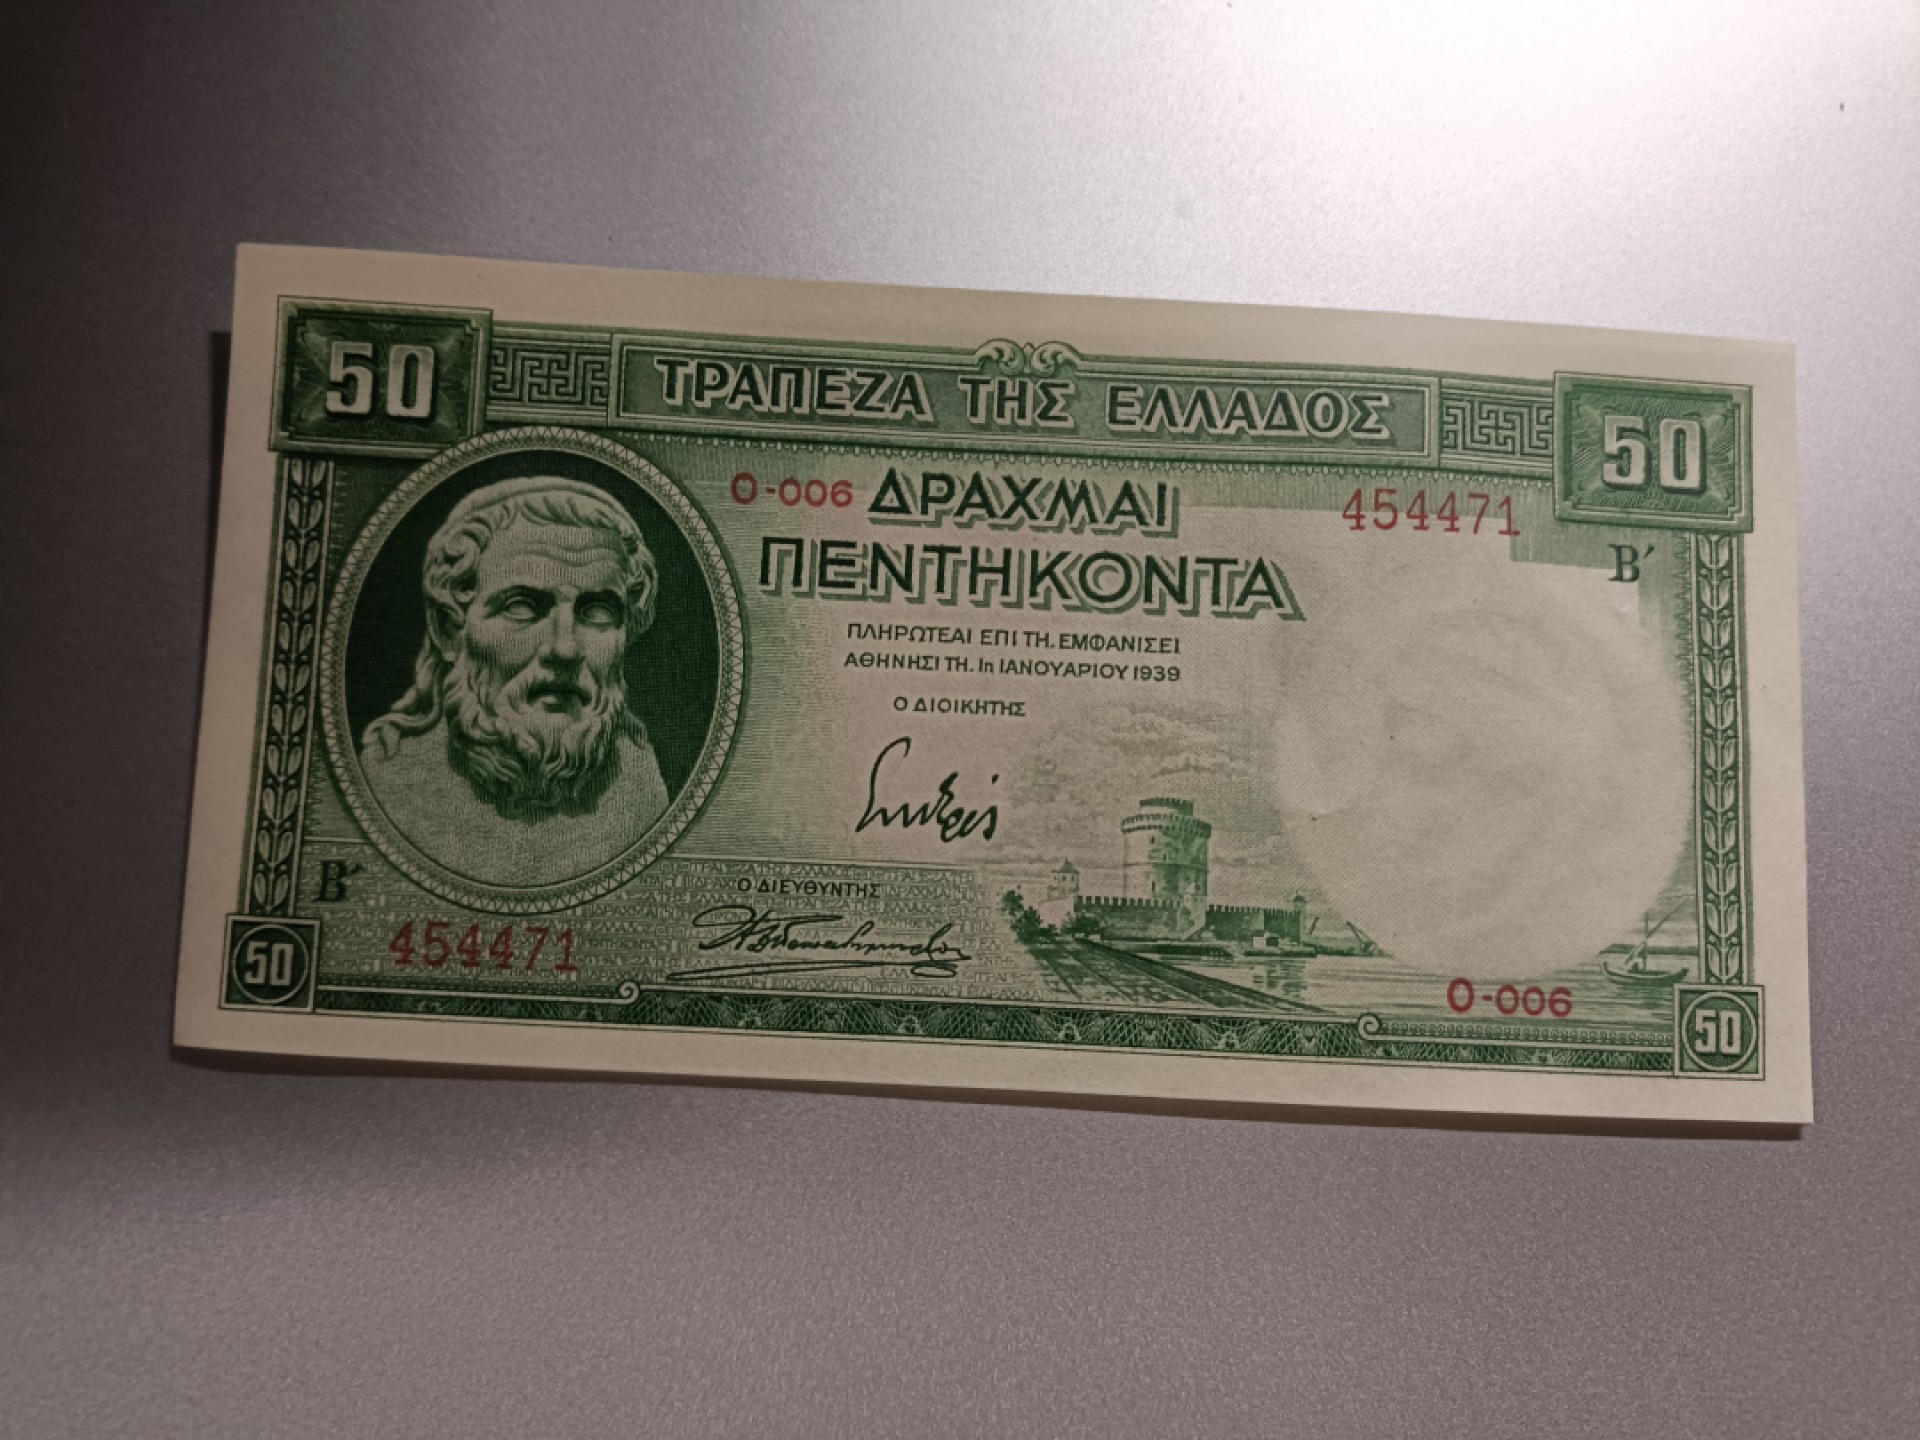 50
ΤΡΑΠΕΖΑ ΤΗΣ ΕΛΛΑΔΟΣ
50
O-006 ΔΡΑΧΜΑΙ 454471
ΠΕΝΤΗΚΟΝΤΑ
Β′
ΠΛΗΡΩΤΕΑΙ ΕΠΙ ΤΗ. ΕΜΦΑΝΙΣΕΙ
ΑΘΗΝΗΣΙ ΤΗ. 1η ΙΑΝΟΥΑΡΙΟΥ 1939
Ο ΔΙΟΙΚΗΤΗΣ
Β′
Ο ΔΙΕΥΘΥΝΤΗΣ
454471
O-006
50
50